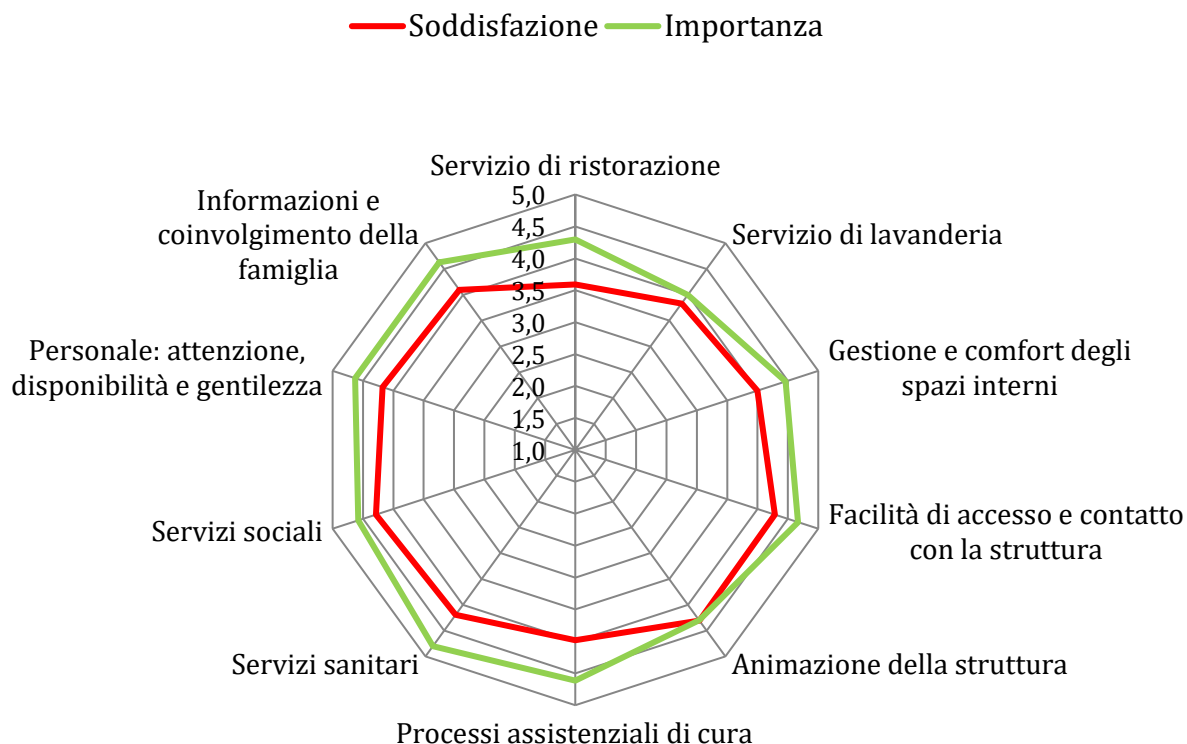 Soddisfazione Importanza
Servizio di ristorazione
5,0
4,5
4,0
3,5
3,0
2,5
2,0
1,5
1,0
Servizio di lavanderia
Gestione e comfort degli
spazi interni
Facilità di accesso e contatto
con la struttura
Animazione della struttura
Processi assistenziali di cura
Servizi sanitari
Servizi sociali
Personale: attenzione,
disponibilità e gentilezza
Informazioni e
coinvolgimento della
famiglia